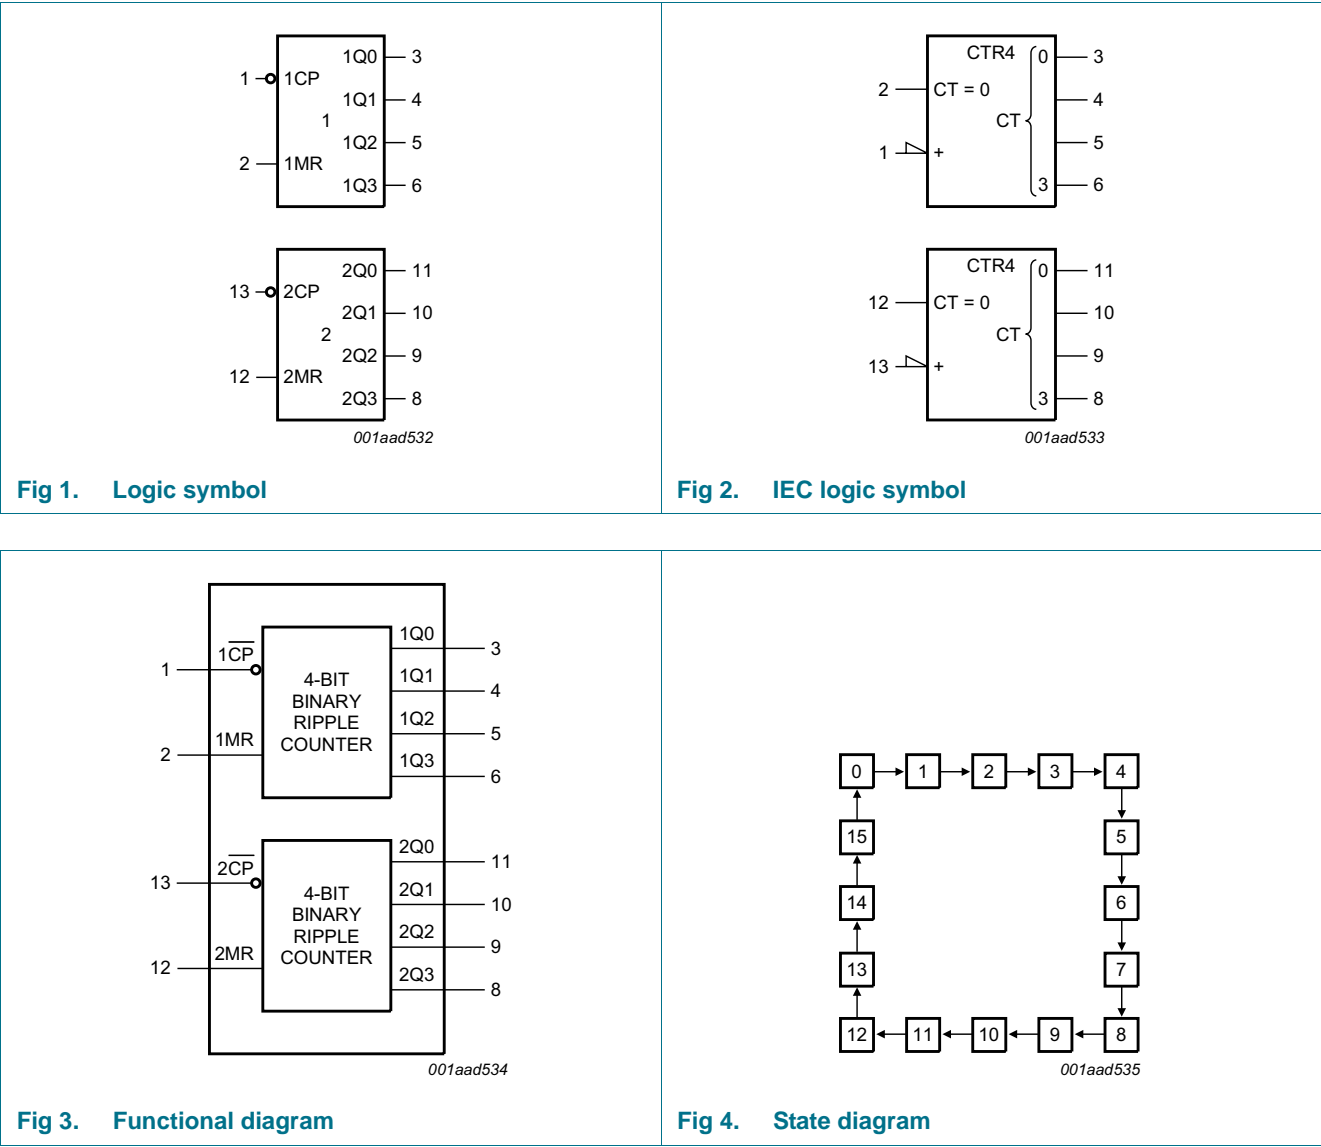 1Q0 3
1 1CP
1Q1 4
1
1Q2 5
2 1MR
1Q3 6
2Q0 11
13 2CP
2Q1 10
2
2Q2 9
12 2MR
2Q3 8
001aad532
Fig 1. Logic symbol
CTR4 0 3
2 CT = 0
4
CT
5
1 +
3 6
CTR4 0 11
12 CT = 0
10
CT
9
13 +
3 8
001aad533
Fig 2. IEC logic symbol
1Q0
3
1C̅P̅
1
1Q1
4
4-BIT
BINARY
RIPPLE
COUNTER
1Q2
5
1MR
2
1Q3
6
2Q0
11
2C̅P̅
13
2Q1
10
4-BIT
BINARY
RIPPLE
COUNTER
2Q2
9
2MR
12
2Q3
8
001aad534
Fig 3. Functional diagram
0 1 2 3 4
15 5
14 6
13 7
12 11 10 9 8
001aad535
Fig 4. State diagram